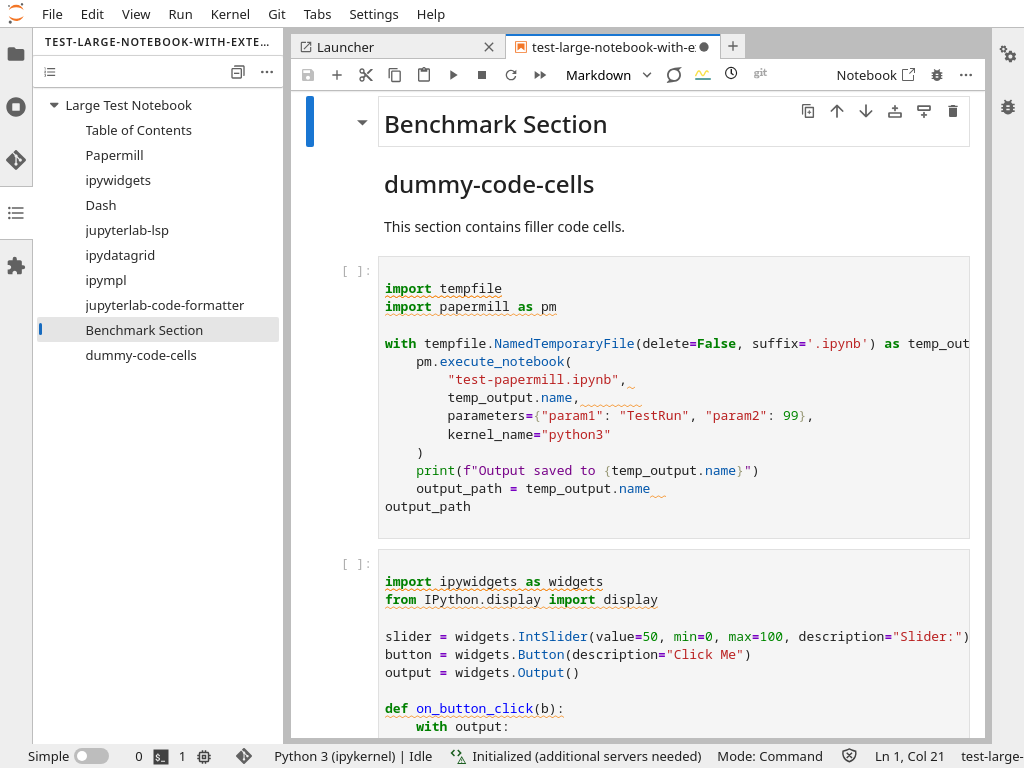 File Edit View Run Kernel Git Tabs Settings Help
TEST-LARGE-NOTEBOOK-WITH-EXTE...
Large Test Notebook
Table of Contents
Papermill
ipywidgets
Dash
jupyterlab-lsp
ipydatagrid
ipympl
jupyterlab-code-formatter
Benchmark Section
dummy-code-cells
Launcher
test-large-notebook-with-ex
Markdown
git
Notebook
Benchmark Section
dummy-code-cells
This section contains filler code cells.
[ ]:
import tempfile
import papermill as pm
with tempfile.NamedTemporaryFile(delete=False, suffix='.ipynb') as temp_out
pm.execute_notebook(
"test-papermill.ipynb",
temp_output.name,
parameters={"param1": "TestRun", "param2": 99},
kernel_name="python3"
)
print(f"Output saved to {temp_output.name}")
output_path = temp_output.name
output_path
[ ]:
import ipywidgets as widgets
from IPython.display import display
slider = widgets.IntSlider(value=50, min=0, max=100, description="Slider:")
button = widgets.Button(description="Click Me")
output = widgets.Output()
def on_button_click(b):
with output:
Simple 0 $_ 1 Python 3 (ipykernel) | Idle Initialized (additional servers needed) Mode: Command Ln 1, Col 21 test-large-